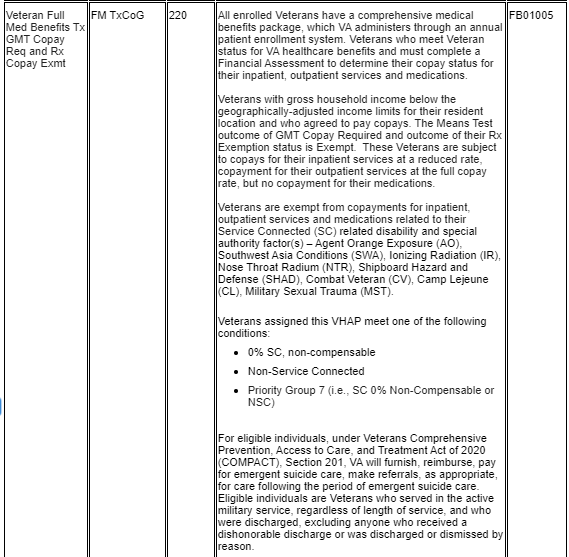 Veteran Full
Med Benefits Tx
GMT Copay
Req and Rx
Copay Exmt
FM TxCoG
220
All enrolled Veterans have a comprehensive medical
benefits package, which VA administers through an annual
patient enrollment system. Veterans who meet Veteran
status for VA healthcare benefits and must complete a
Financial Assessment to determine their copay status for
their inpatient, outpatient services and medications.
Veterans with gross household income below the
geographically-adjusted income limits for their resident
location and who agreed to pay copays. The Means Test
outcome of GMT Copay Required and outcome of their Rx
Exemption status is Exempt. These Veterans are subject
to copays for their inpatient services at a reduced rate,
copayment for their outpatient services at the full copay
rate, but no copayment for their medications.
Veterans are exempt from copayments for inpatient,
outpatient services and medications related to their
Service Connected (SC) related disability and special
authority factor(s) – Agent Orange Exposure (AO),
Southwest Asia Conditions (SWA), Ionizing Radiation (IR),
Nose Throat Radium (NTR), Shipboard Hazard and
Defense (SHAD), Combat Veteran (CV), Camp Lejeune
(CL), Military Sexual Trauma (MST).
Veterans assigned this VHAP meet one of the following
conditions:
• 0% SC, non-compensable
• Non-Service Connected
• Priority Group 7 (i.e., SC 0% Non-Compensable or
NSC)
For eligible individuals, under Veterans Comprehensive
Prevention, Access to Care, and Treatment Act of 2020
(COMPACT), Section 201, VA will furnish, reimburse, pay
for emergent suicide care, make referrals, as appropriate,
for care following the period of emergent suicide care.
Eligible individuals are Veterans who served in the active
military service, regardless of length of service, and who
were discharged, excluding anyone who received a
dishonorable discharge or was discharged or dismissed by
reason.
FB01005